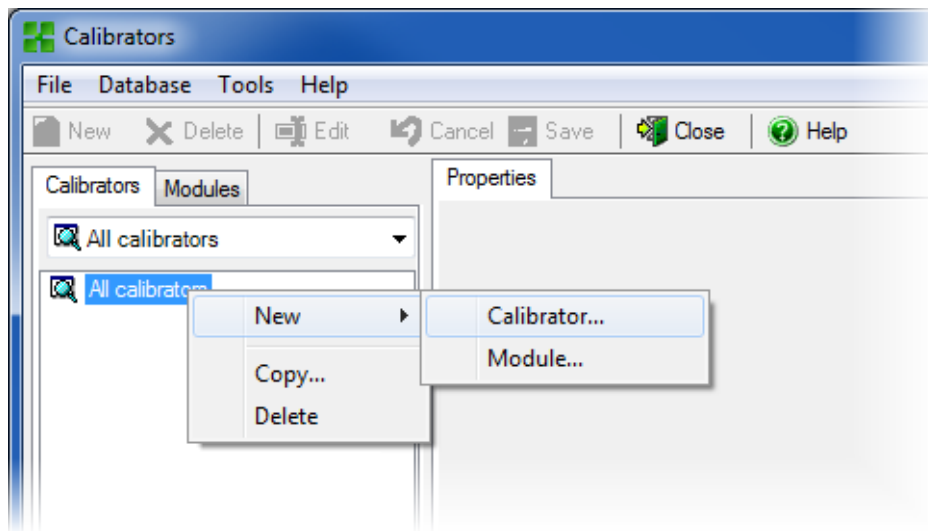 Calibrators
File Database Tools Help
New Delete Edit Cancel Save Close Help
Calibrators Modules
Properties
All calibrators
All calibrators
New
Calibrator...
Module...
Copy...
Delete